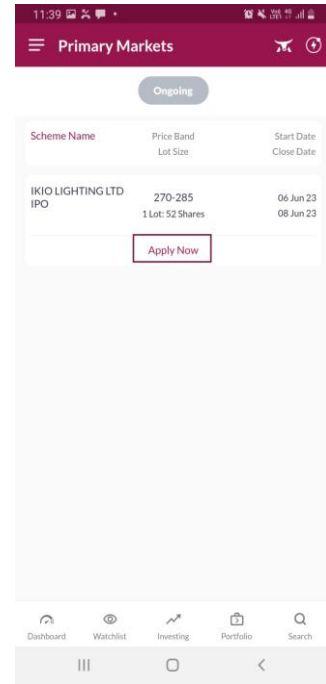 11:39
Primary Markets
Ongoing
Scheme Name Price Band Start Date
Lot Size Close Date
IKIO LIGHTING LTD 270-285 06 Jun 23
IPO 1 Lot: 52 Shares 08 Jun 23
Apply Now
Dashboard Watchlist Investing Portfolio Search